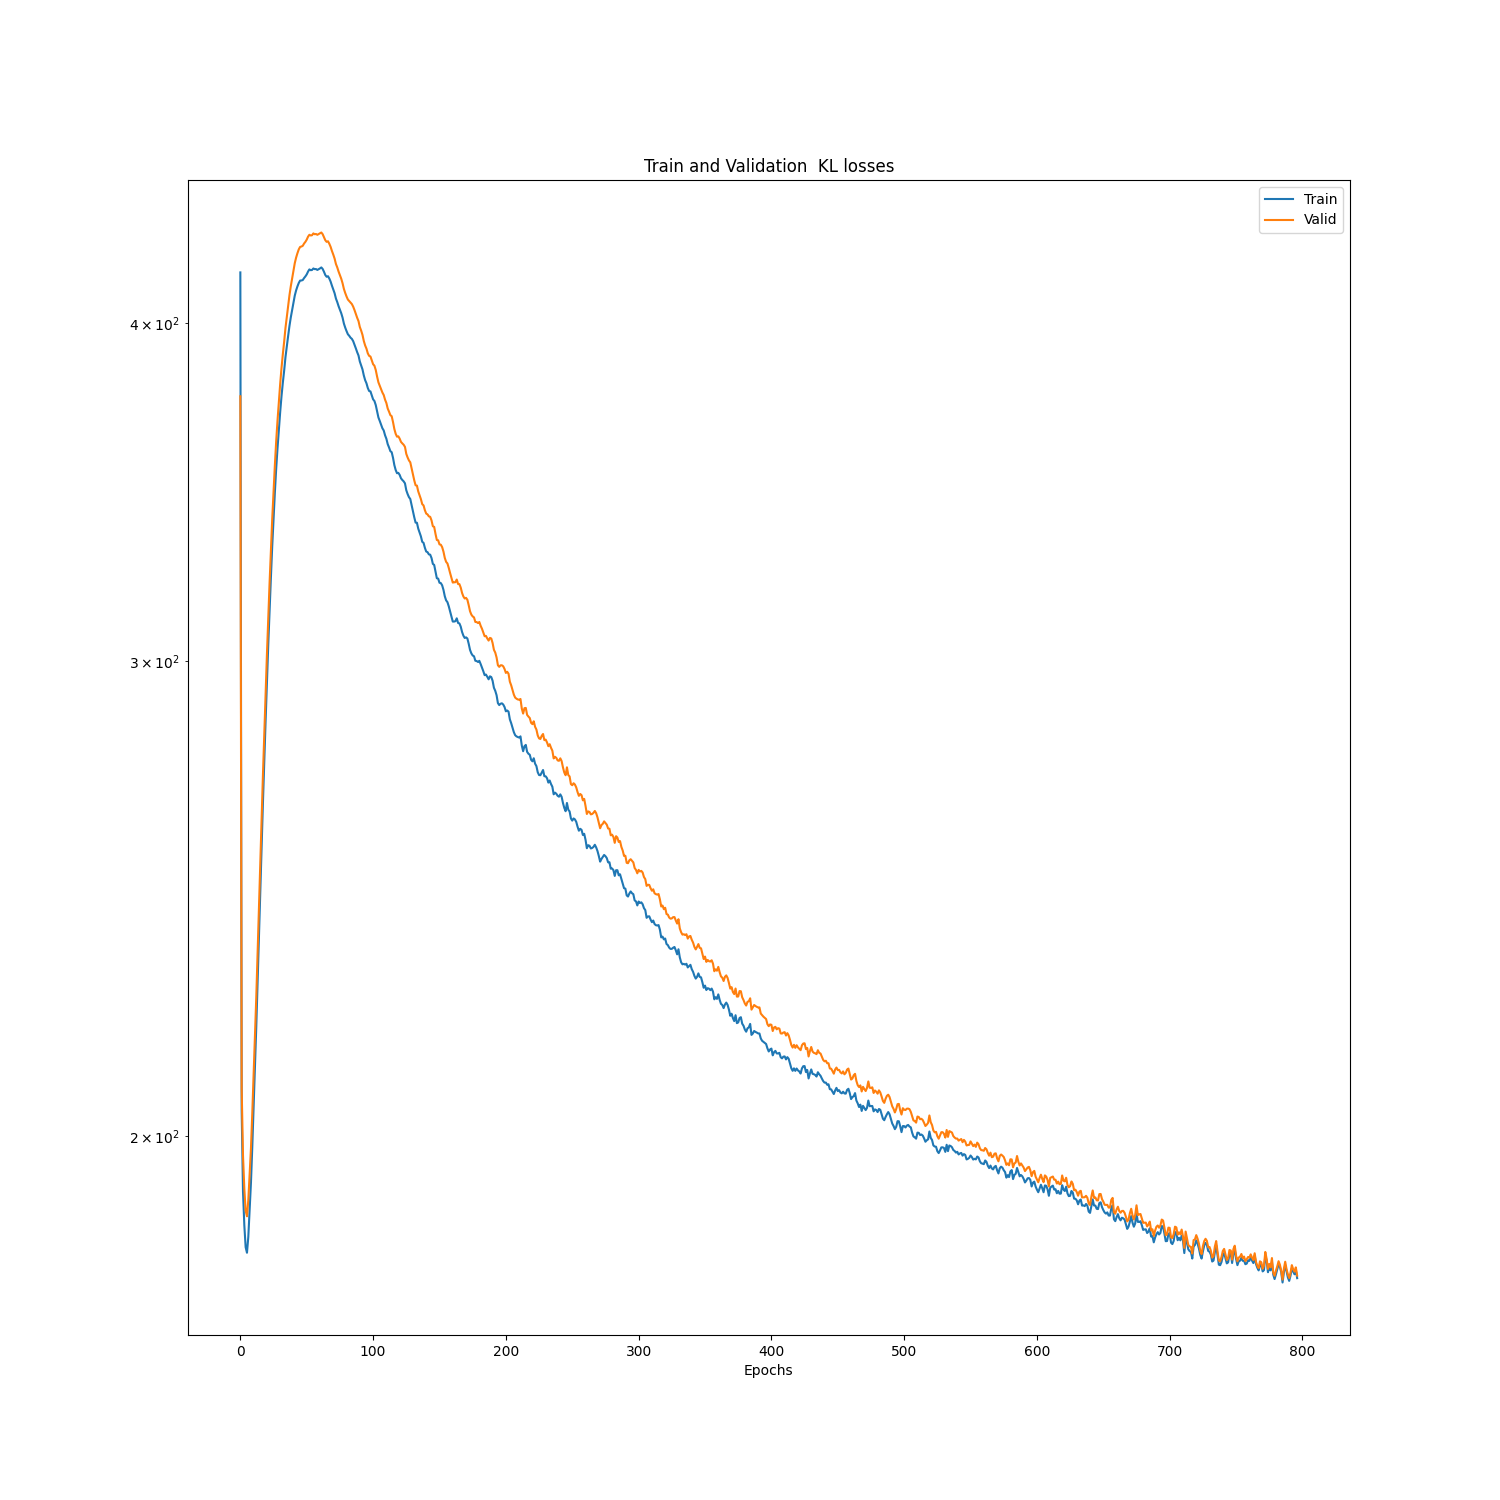 Train and Validation  KL losses
Train
Valid
4 × 10²
3 × 10²
2 × 10²
0 100 200 300 400 500 600 700 800
Epochs